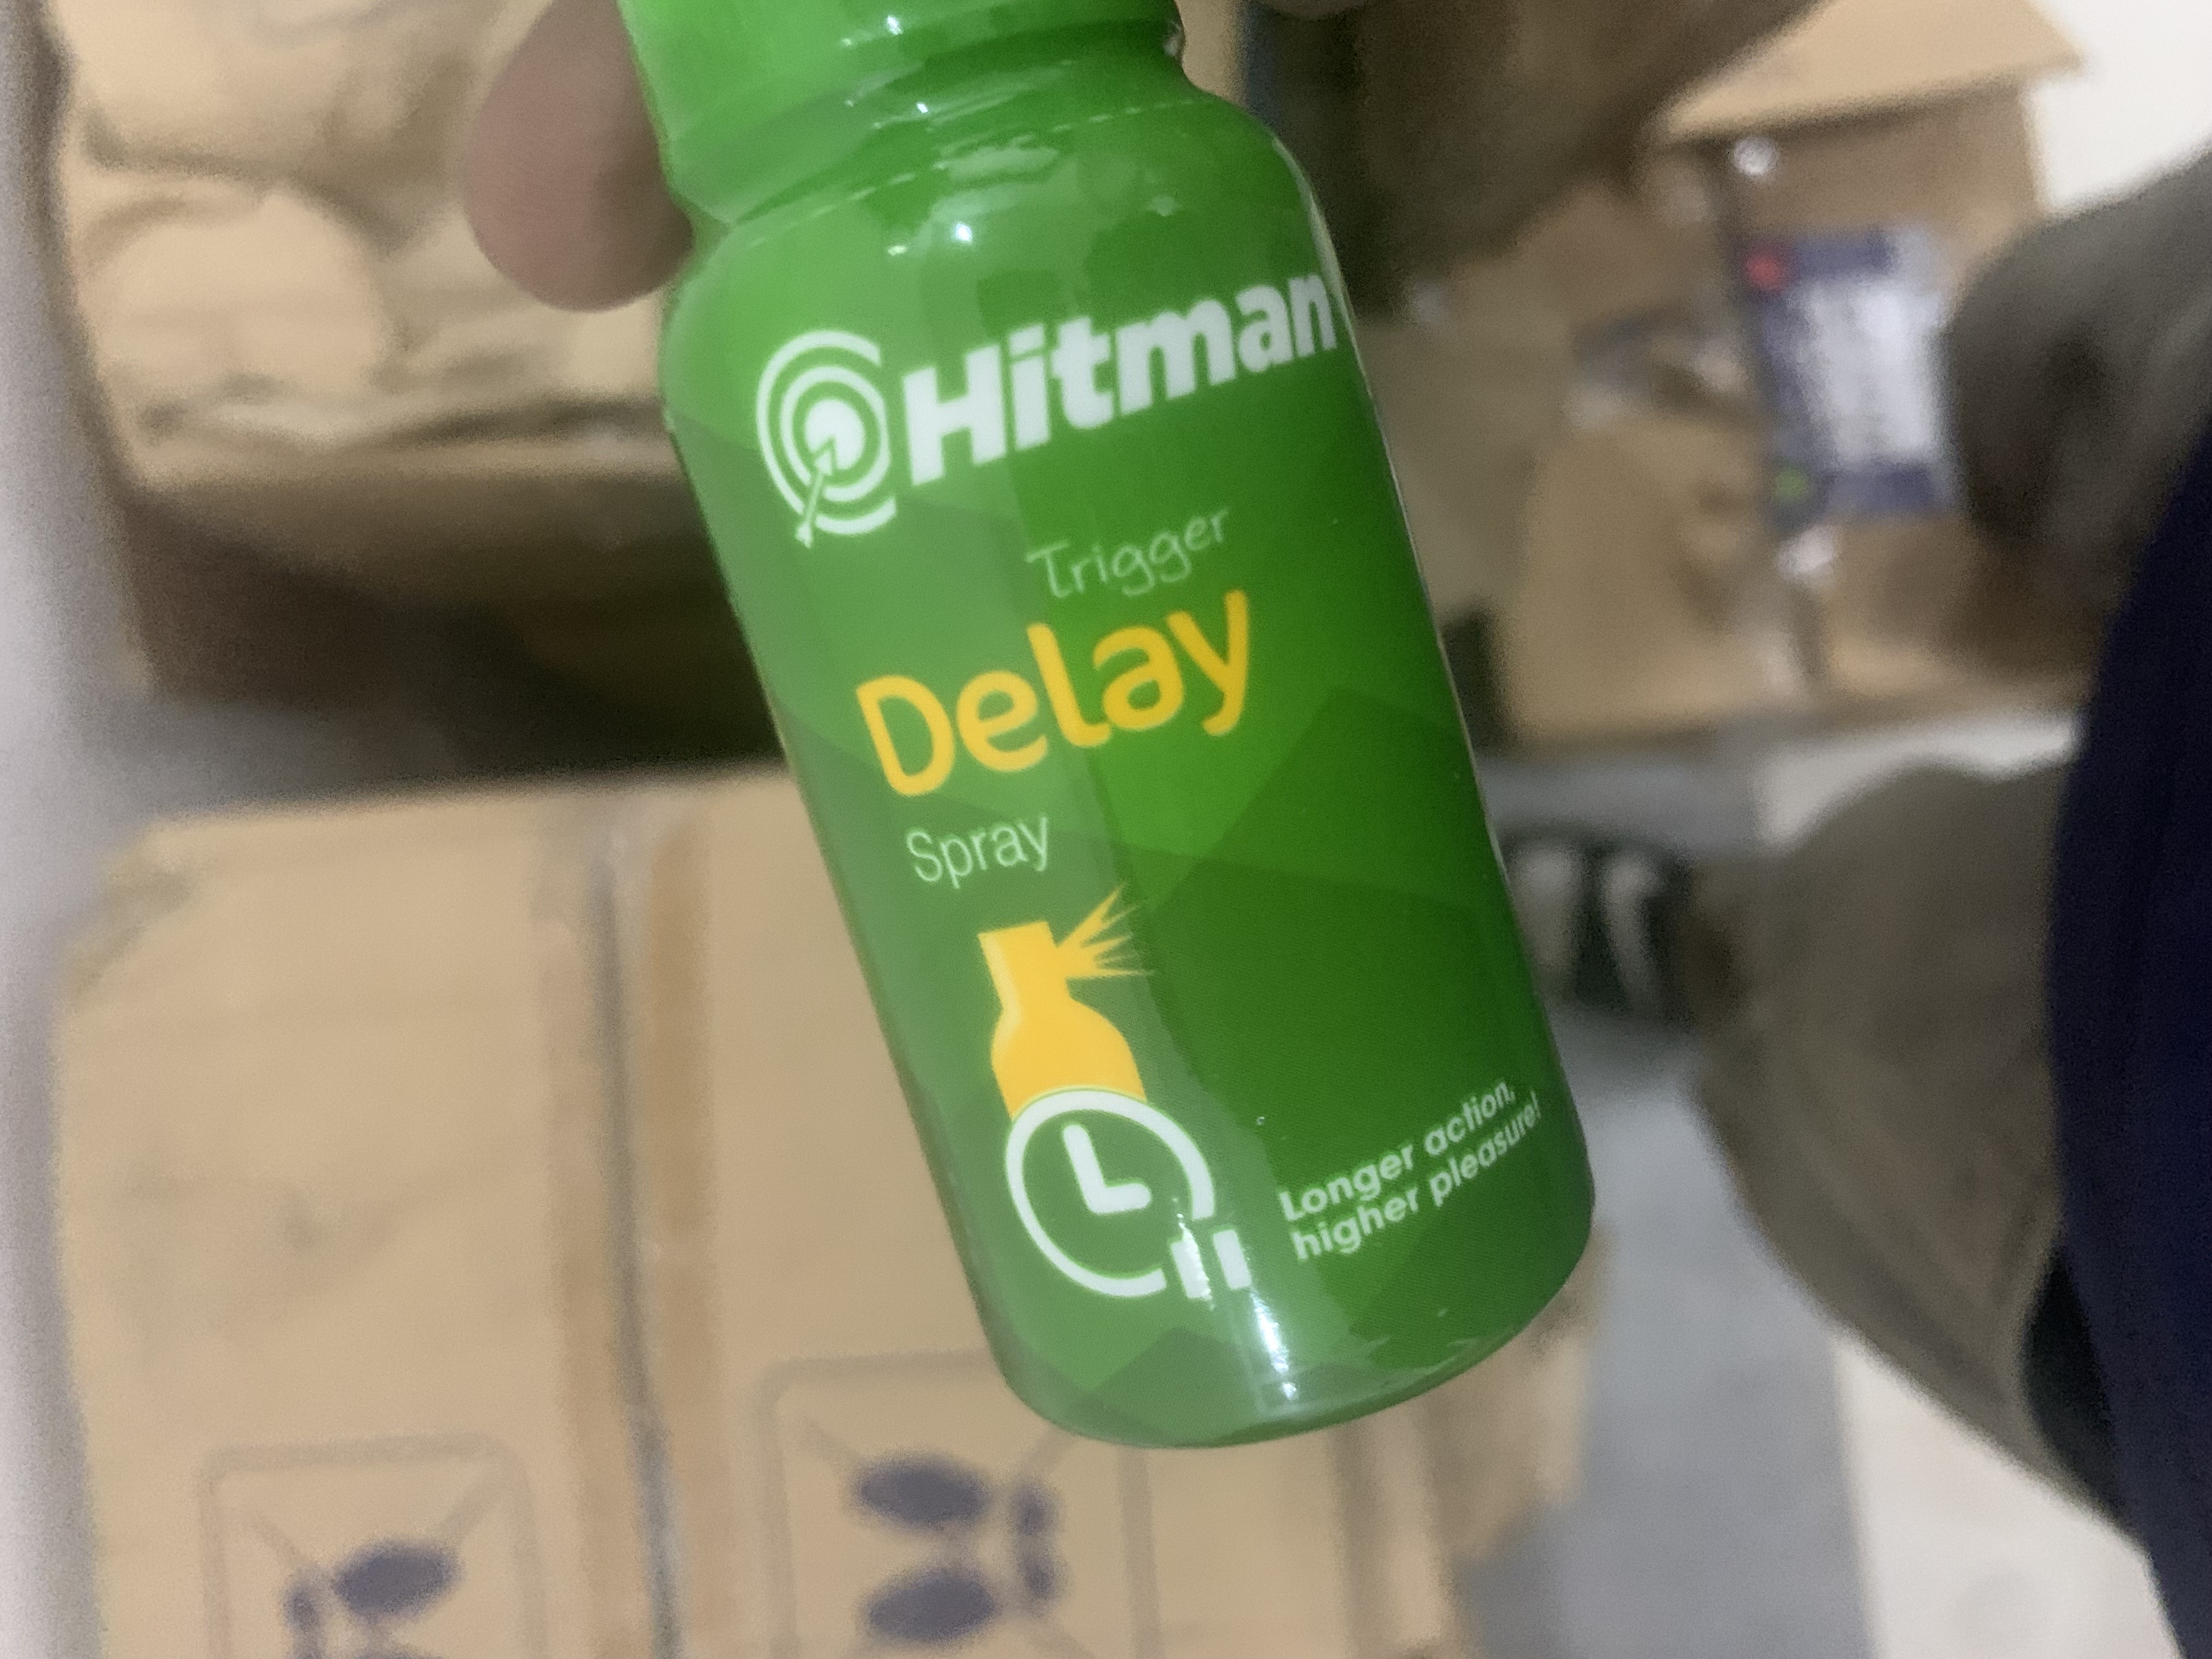 Hitman
Trigger
Delay
Spray
Longer action,
higher pleasure!